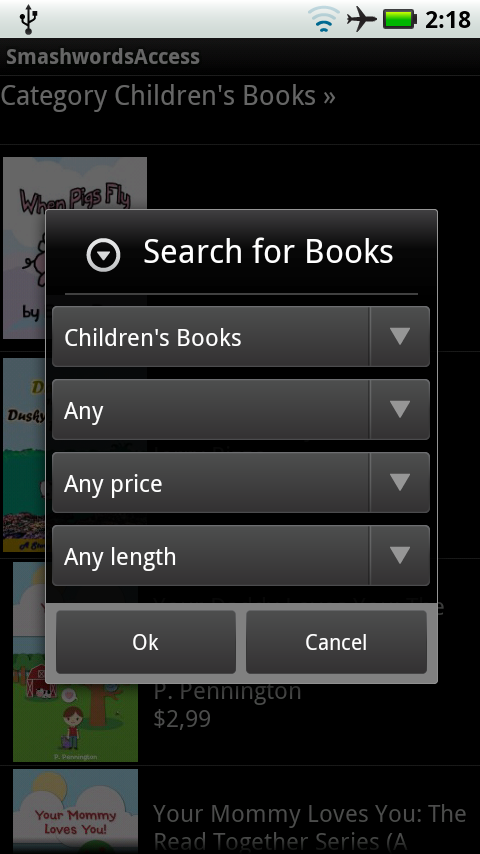 2:18
SmashwordsAccess
Category Children's Books »
When Pigs Fly
by
Search for Books
Children's Books
Any
Any price
Any length
Ok
Cancel
P. Pennington
$2,99
P. Pennington
Your Mommy
Loves You!
Your Mommy Loves You: The
Read Together Series (A